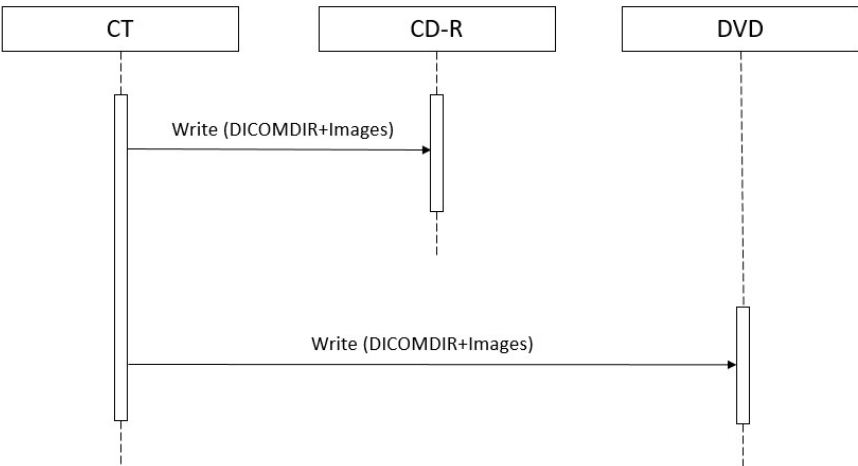 CT
CD-R
DVD
Write (DICOMDIR+Images)
Write (DICOMDIR+Images)